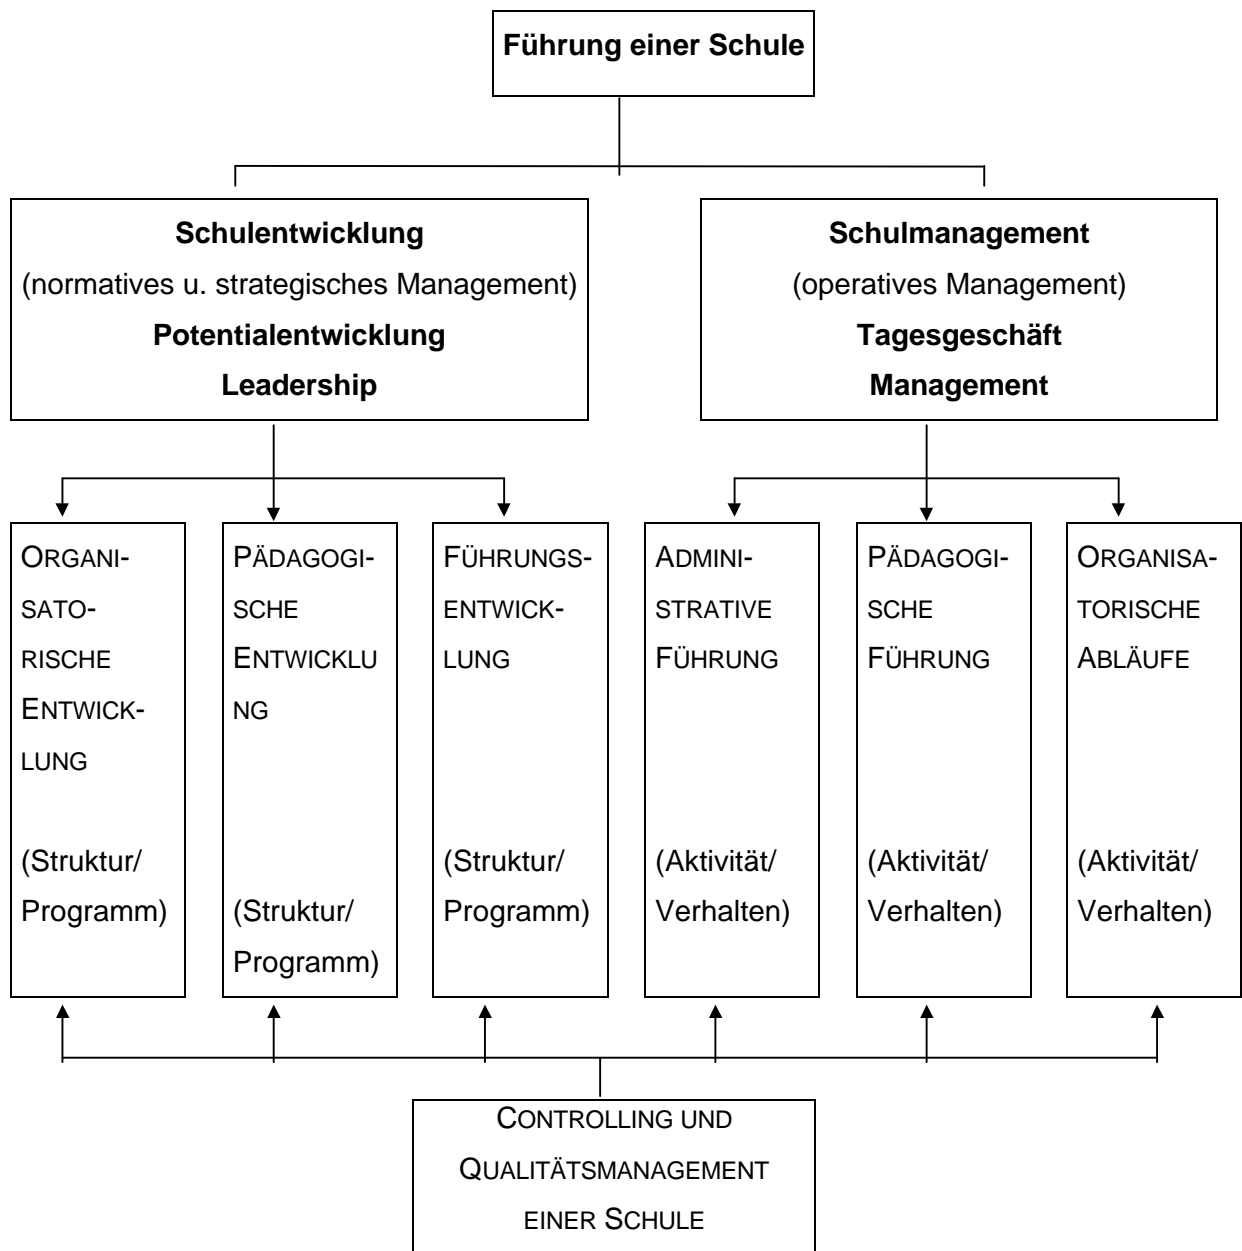 Führung einer Schule
Schulentwicklung
(normatives u. strategisches Management)
Potentialentwicklung
Leadership
Schulmanagement
(operatives Management)
Tagesgeschäft
Management
ORGANI-
SATO-
RISCHE
ENTWICK-
LUNG
(Struktur/
Programm)
PÄDAGOGI-
SCHE
ENTWICKLU
NG
(Struktur/
Programm)
FÜHRUNGS-
ENTWICK-
LUNG
(Struktur/
Programm)
ADMINI-
STRATIVE
FÜHRUNG
(Aktivität/
Verhalten)
PÄDAGOGI-
SCHE
FÜHRUNG
(Aktivität/
Verhalten)
ORGANISA-
TORISCHE
ABLÄUFE
(Aktivität/
Verhalten)
CONTROLLING UND
QUALITÄTSMANAGEMENT
EINER SCHULE